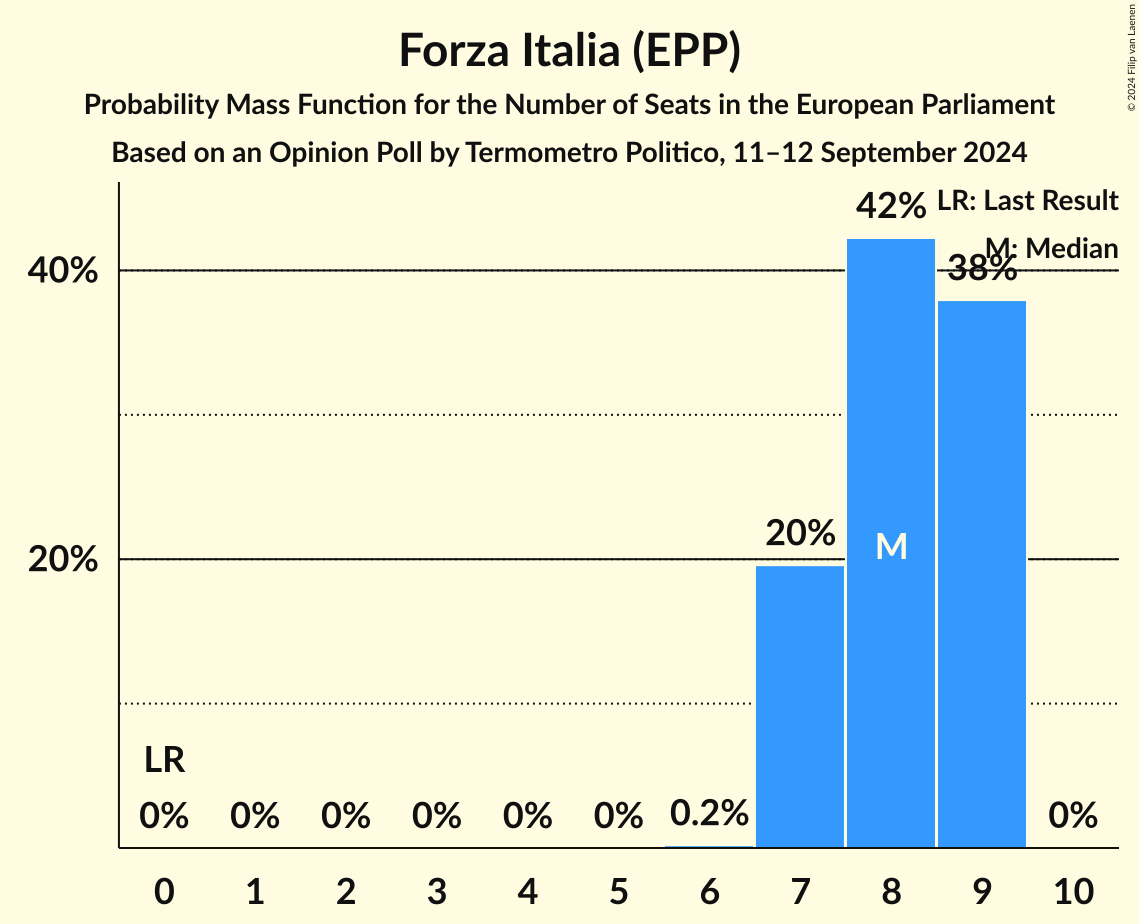 Forza Italia (EPP)
Probability Mass Function for the Number of Seats in the European Parliament
Based on an Opinion Poll by Termometro Politico, 11–12 September 2024
© 2024 Filip van Laenen
LR: Last Result
M: Median
40%
20%
LR
0%
0%
0%
0%
0%
0%
0.2%
20%
42%
38%
0%
M
0 1 2 3 4 5 6 7 8 9 10